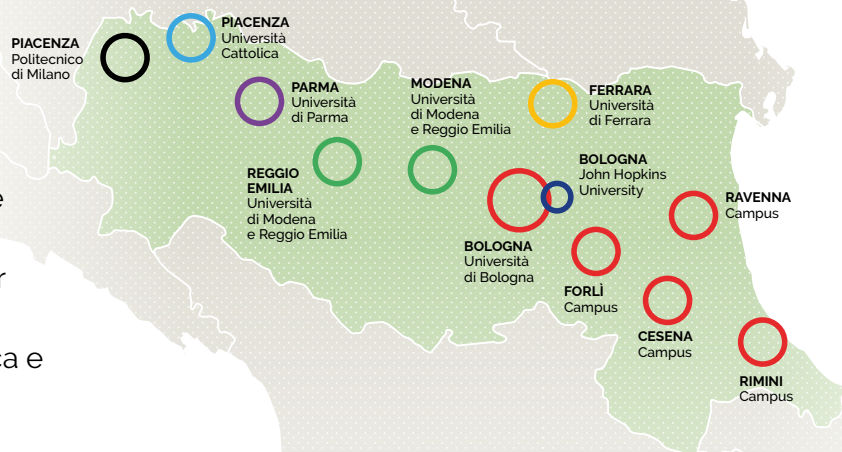 PIACENZA
Politecnico
di Milano
PIACENZA
Università
Cattolica
PARMA
Università
di Parma
MODENA
Università
di Modena
e Reggio Emilia
FERRARA
Università
di Ferrara
REGGIO
EMILIA
Università
di Modena
e Reggio Emilia
BOLOGNA
John Hopkins
University
BOLOGNA
Università
di Bologna
RAVENNA
Campus
FORLÌ
Campus
CESENA
Campus
RIMINI
Campus
e
r
ca e